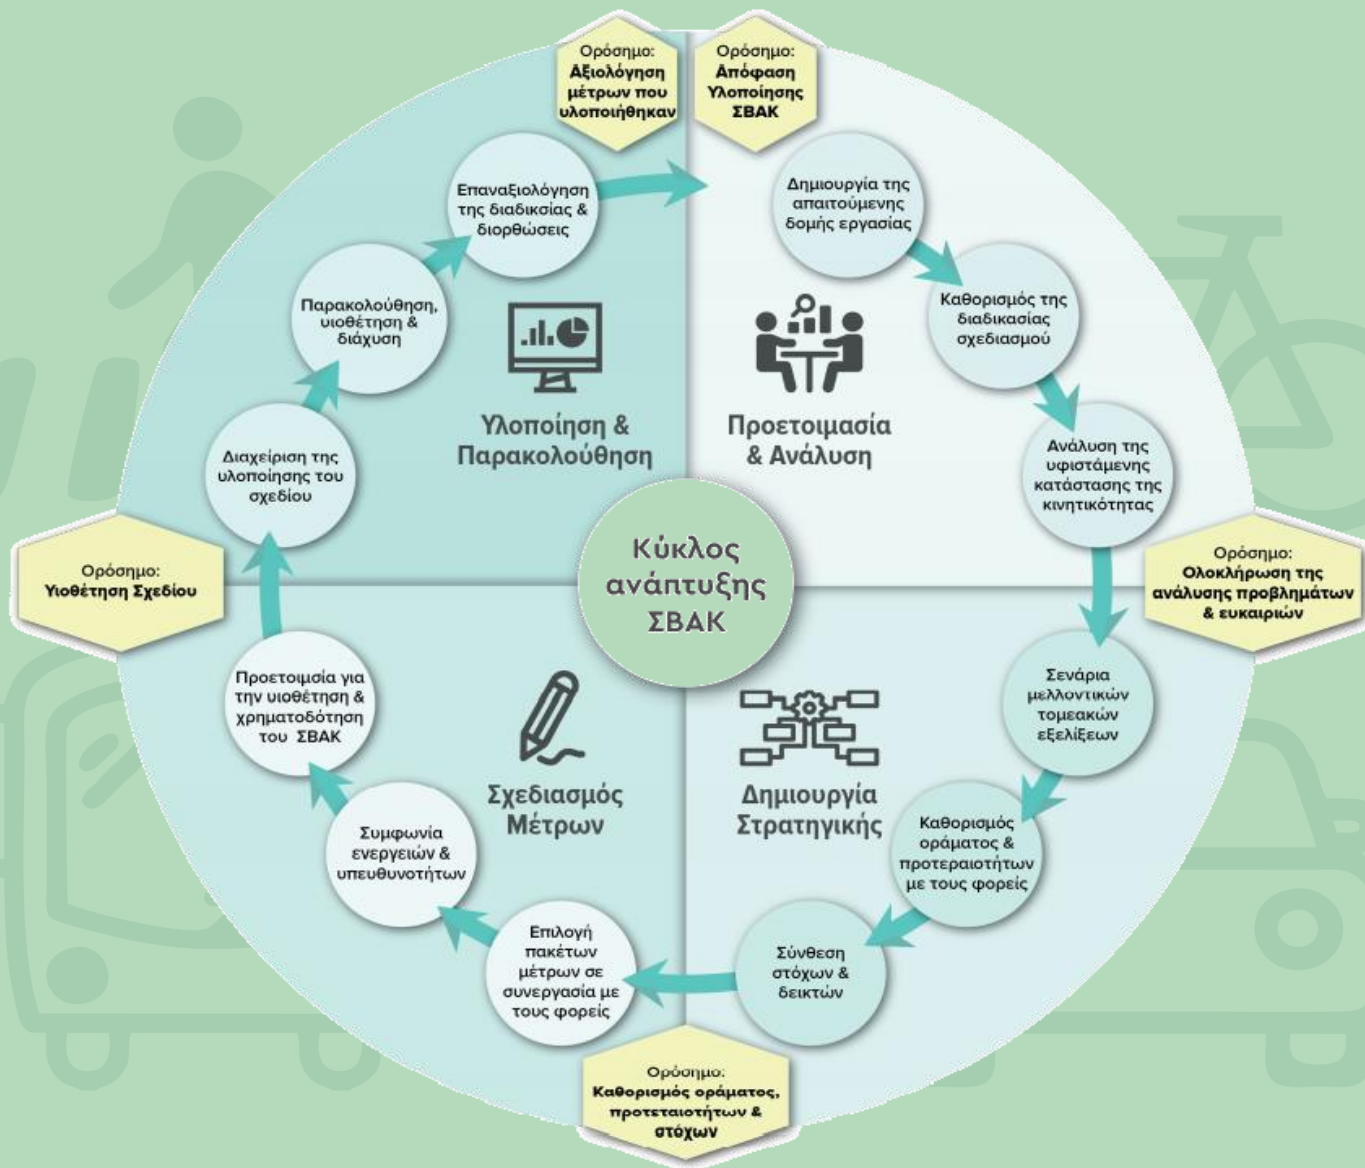 Ορόσημο:
Αξιολόγηση
μέτρων που
υλοποιήθηκαν
Ορόσημο:
Απόφαση
Υλοποίησης
ΣΒΑΚ
Δημιουργία της
απαιτούμενης
δομής εργασίας
Καθορισμός της
διαδικασίας
σχεδιασμού
Ανάλυση της
υφιστάμενης
κατάστασης της
κινητικότητας
Προετοιμασία
& Ανάλυση
Ορόσημο:
Ολοκλήρωση της
ανάλυσης προβλημάτων
& ευκαιριών
Σενάρια
μελλοντικών
τομεακών
εξελίξεων
Καθορισμός
οράματος &
προτεραιοτήτων
με τους φορείς
Σύνθεση
στόχων &
δεικτών
Δημιουργία
Στρατηγικής
Ορόσημο:
Καθορισμός οράματος,
προτεταιοτήτων &
στόχων
Επιλογή
πακέτων
μέτρων σε
συνεργασία με
τους φορείς
Συμφωνία
ενεργειών &
υπευθυνοτήτων
Προετοιμσία για
την υιοθέτηση &
χρηματοδότηση
του ΣΒΑΚ
Σχεδιασμός
Μέτρων
Ορόσημο:
Υιοθέτηση Σχεδίου
Διαχείριση της
υλοποίησης του
σχεδίου
Παρακολούθηση,
υιοθέτηση &
διάχυση
Επαναξιολόγηση
της διαδικσίας &
διορθώσεις
Υλοποίηση &
Παρακολούθηση
Κύκλος
ανάπτυξης
ΣΒΑΚ